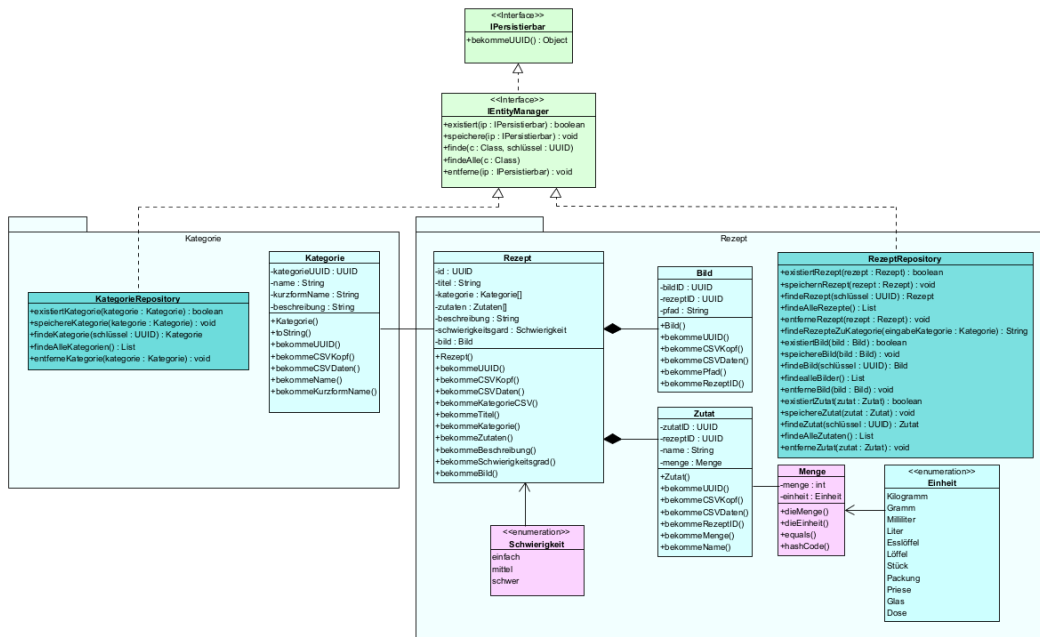 <<Interface>>
IPersistierbar
+bekommeUUID() : Object
<<Interface>>
IEntityManager
+existiert(ip : IPersistierbar) : boolean
+speichere(ip : IPersistierbar) : void
+finde(c : Class, schlüssel : UUID)
+findeAlle(c : Class)
+entferne(ip : IPersistierbar) : void
Kategorie
KategorieRepository
+existiertKategorie(kategorie : Kategorie) : boolean
+speichereKategorie(kategorie : Kategorie) : void
+findeKategorie(schlüssel : UUID) : Kategorie
+findeAlleKategorien() : List
+entferneKategorie(kategorie : Kategorie) : void
Kategorie
-kategorieUUID : UUID
-name : String
-kurzformName : String
-beschreibung : String
+Kategorie()
+toString()
+bekommeUUID()
+bekommeCSVKopf()
+bekommeCSVDaten()
+bekommeName()
+bekommeKurzformName()
Rezept
Rezept
-id : UUID
-titel : String
-kategorie : Kategorie[]
-zutaten : Zutaten[]
-beschreibung : String
-schwierigkeitsgard : Schwierigkeit
-bild : Bild
+Rezept()
+bekommeUUID()
+bekommeCSVKopf()
+bekommeCSVDaten()
+bekommeKategorieCSV()
+bekommeTitel()
+bekommeKategorie()
+bekommeZutaten()
+bekommeBeschreibung()
+bekommeSchwierigkeitsgrad()
+bekommeBild()
Bild
-bildID : UUID
-rezeptID : UUID
-pfad : String
+Bild()
+bekommeUUID()
+bekommeCSVKopf()
+bekommeCSVDaten()
+bekommePfad()
+bekommeRezeptID()
RezeptRepository
+existiertRezept(rezept : Rezept) : boolean
+speichernRezept(rezept : Rezept) : void
+findeRezept(schlüssel : UUID) : Rezept
+findeAlleRezepte() : List
+entferneRezept(rezept : Rezept) : void
+findeRezepteZuKategorie(eingabeKategorie : Kategorie) : String
+existiertBild(bild : Bild) : boolean
+speichereBild(bild : Bild) : void
+findeBild(schlüssel : UUID) : Bild
+findealleBilder() : List
+entferneBild(bild : Bild) : void
+existiertZutat(zutat : Zutat) : boolean
+speichereZutat(zutat : Zutat) : void
+findeZutat(schlüssel : UUID) : Zutat
+findeAlleZutaten() : List
+entferneZutat(zutat : Zutat) : void
Zutat
-zutatID : UUID
-rezeptID : UUID
-name : String
-menge : Menge
+Zutat()
+bekommeUUID()
+bekommeCSVKopf()
+bekommeCSVDaten()
+bekommeRezeptID()
+bekommeMenge()
+bekommeName()
Menge
-menge : int
-einheit : Einheit
+dieMenge()
+dieEinheit()
+equals()
+hashCode()
<<enumeration>>
Einheit
Kilogramm
Gramm
Milliliter
Liter
Esslöffel
Löffel
Stück
Packung
Priese
Glas
Dose
<<enumeration>>
Schwierigkeit
einfach
mittel
schwer